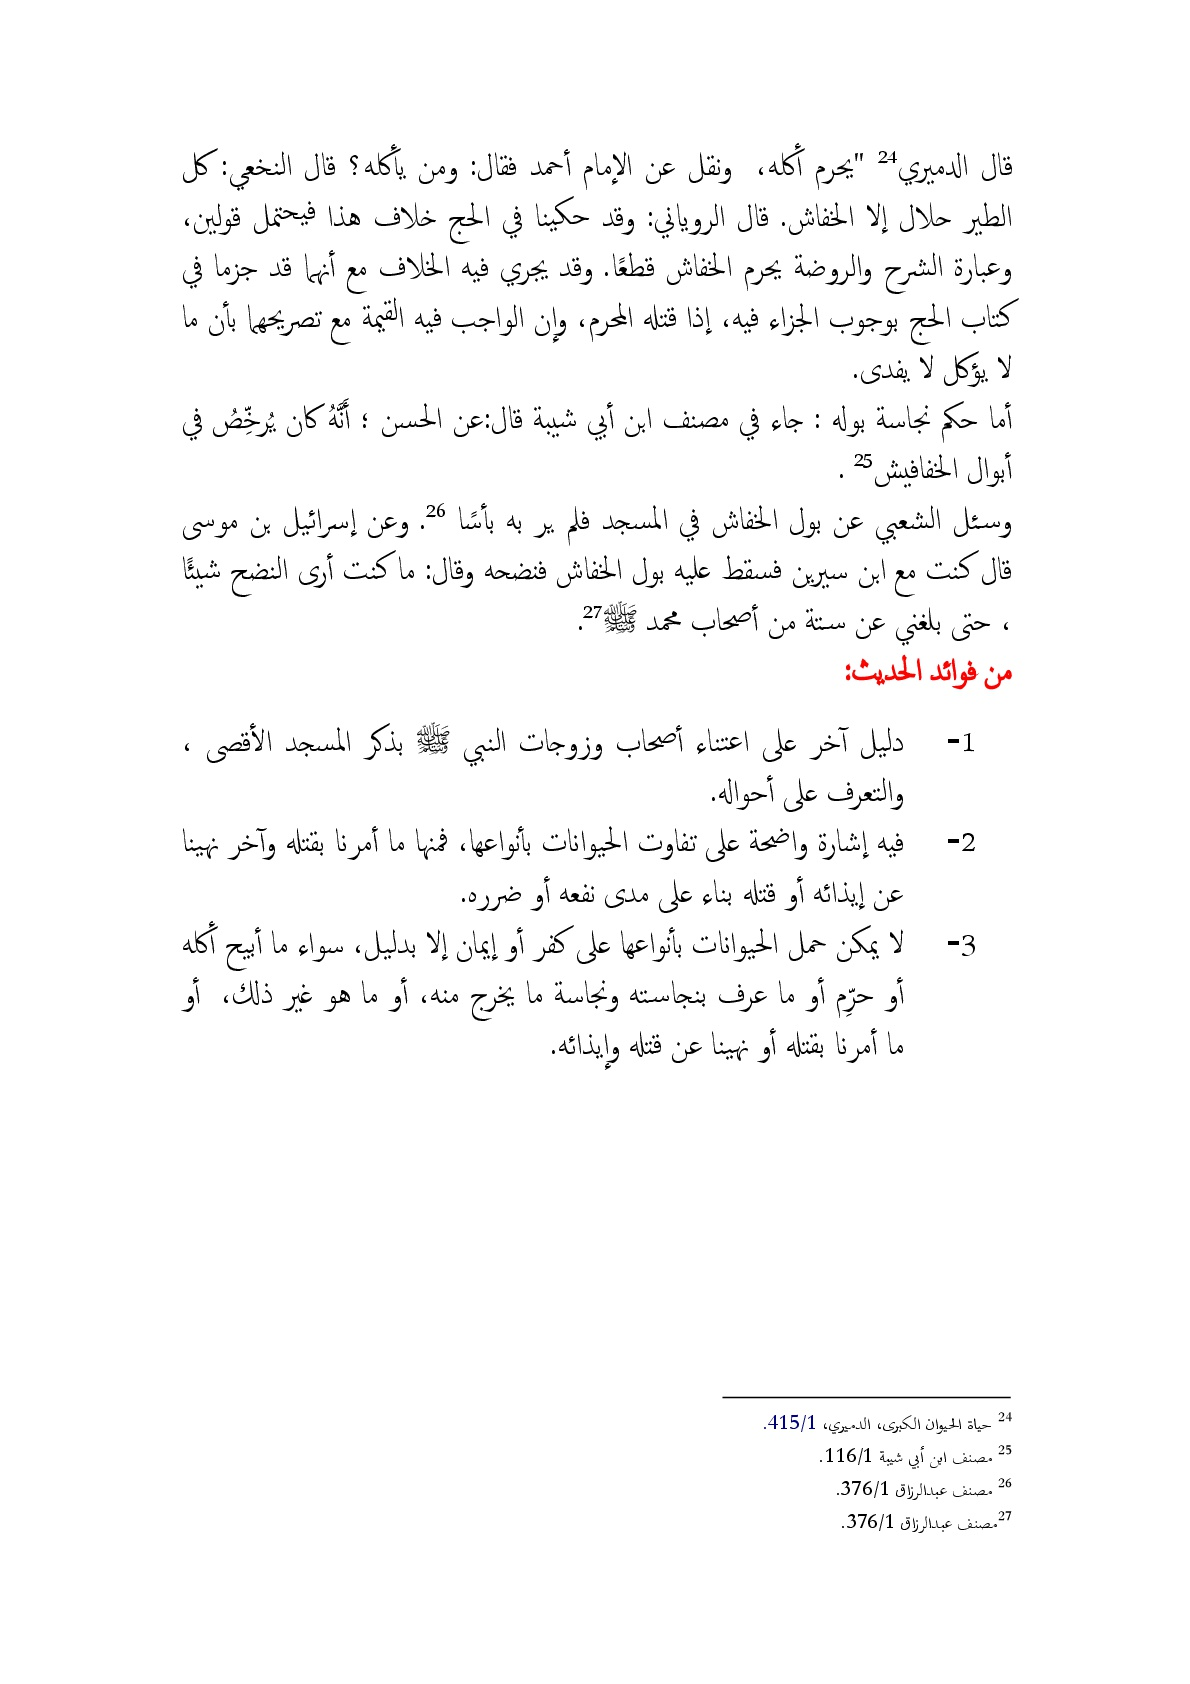 قال الدميري24 "يحرم أكله، ونقل عن الإمام أحمد فقال: ومن يأكله؟ قال النخعي: كل
الطير حلال إلا الخفاش. قال الروياني: وقد حكينا في الحج خلاف هذا فيحتمل قولين،
وعبارة الشرح والروضة يحرم الخفاش قطعًا. وقد يجري فيه الخلاف مع أنهما قد جزما في
كتاب الحج بوجوب الجزاء فيه، إذا قتله المحرم، وإن الواجب فيه القيمة مع تصريحهما بأن ما
لا يؤكل لا يفدى.
أما حكم نجاسة بوله : جاء في مصنف ابن أبي شيبة قال:عن الحسن ؛ أَنَّهُ كان يُرخِّصُ في
أبوال الخفافيش25 .
وسئل الشعبي عن بول الخفاش في المسجد فلم ير به بأسًا 26. وعن إسرائيل بن موسى
قال كنت مع ابن سيرين فسقط عليه بول الخفاش فنضحه وقال: ما كنت أرى النضح شيئًا
، حتى بلغني عن ستة من أصحاب محمد ﷺ27.
من فوائد الحديث:
1- دليل آخر على اعتناء أصحاب وزوجات النبي ﷺ بذكر المسجد الأقصى ،
والتعرف على أحواله.
2- فيه إشارة واضحة على تفاوت الحيوانات بأنواعها، فمنها ما أمرنا بقتله وآخر نهينا
عن إيذائه أو قتله بناء على مدى نفعه أو ضرره.
3- لا يمكن حمل الحيوانات بأنواعها على كفر أو إيمان إلا بدليل، سواء ما أبيح أكله
أو حرِّم أو ما عرف بنجاسته ونجاسة ما يخرج منه، أو ما هو غير ذلك، أو
ما أمرنا بقتله أو نهينا عن قتله وإيذائه.
24 حياة الحيوان الكبرى، الدميري، 415/1.
25 مصنف ابن أبي شيبة 116/1.
26 مصنف عبدالرزاق 376/1.
27مصنف عبدالرزاق 376/1.